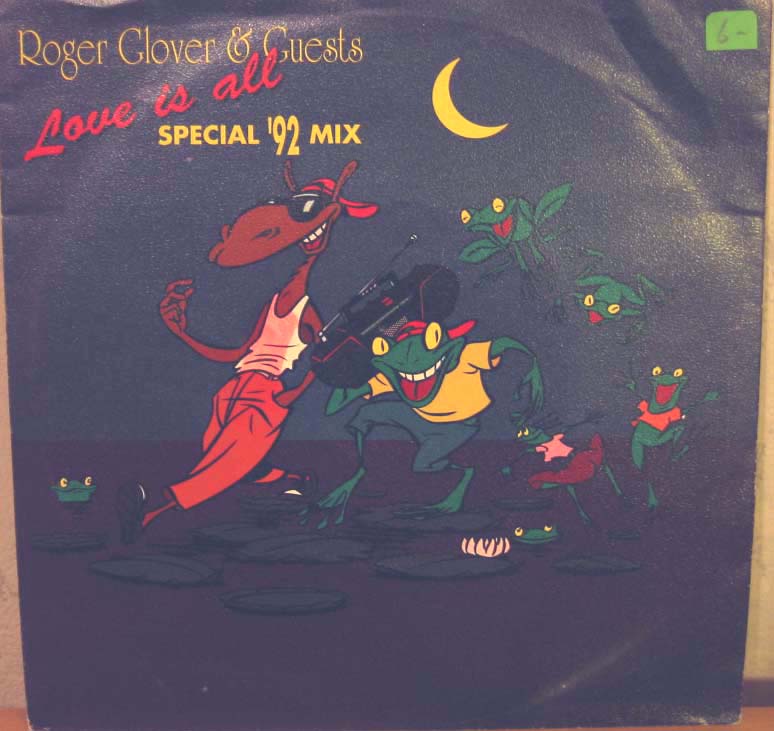 Roger Glover & Guests
Love is all
SPECIAL '92 MIX
6-